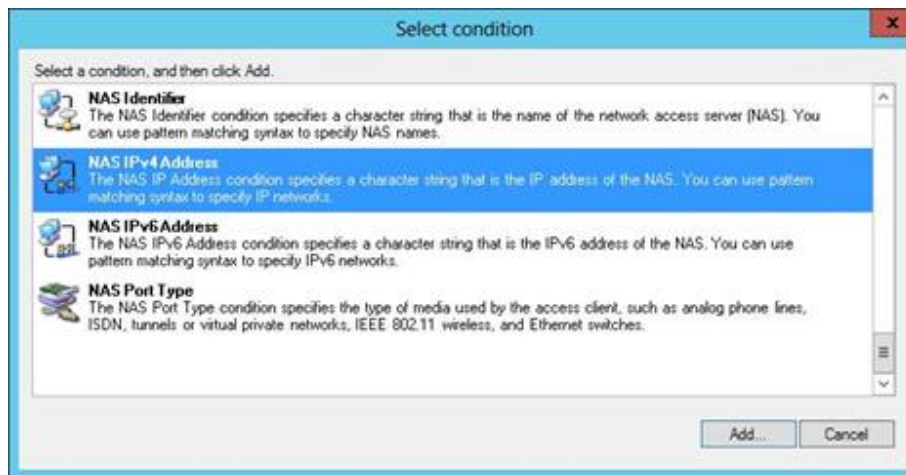 Select condition
x
Select a condition, and then click Add.
NAS Identifier
The NAS Identifier condition specifies a character string that is the name of the network access server (NAS). You
can use pattern matching syntax to specify NAS names.
NAS IPv4 Address
The NAS IP Address condition specifies a character string that is the IP address of the NAS. You can use pattern
matching syntax to specify IP networks.
NAS IPv6 Address
The NAS IPv6 Address condition specifies a character string that is the IPv6 address of the NAS. You can use
pattern matching syntax to specify IPv6 networks.
NAS Port Type
The NAS Port Type condition specifies the type of media used by the access client, such as analog phone lines,
ISDN, tunnels or virtual private networks, IEEE 802.11 wireless, and Ethernet switches.
Add... Cancel